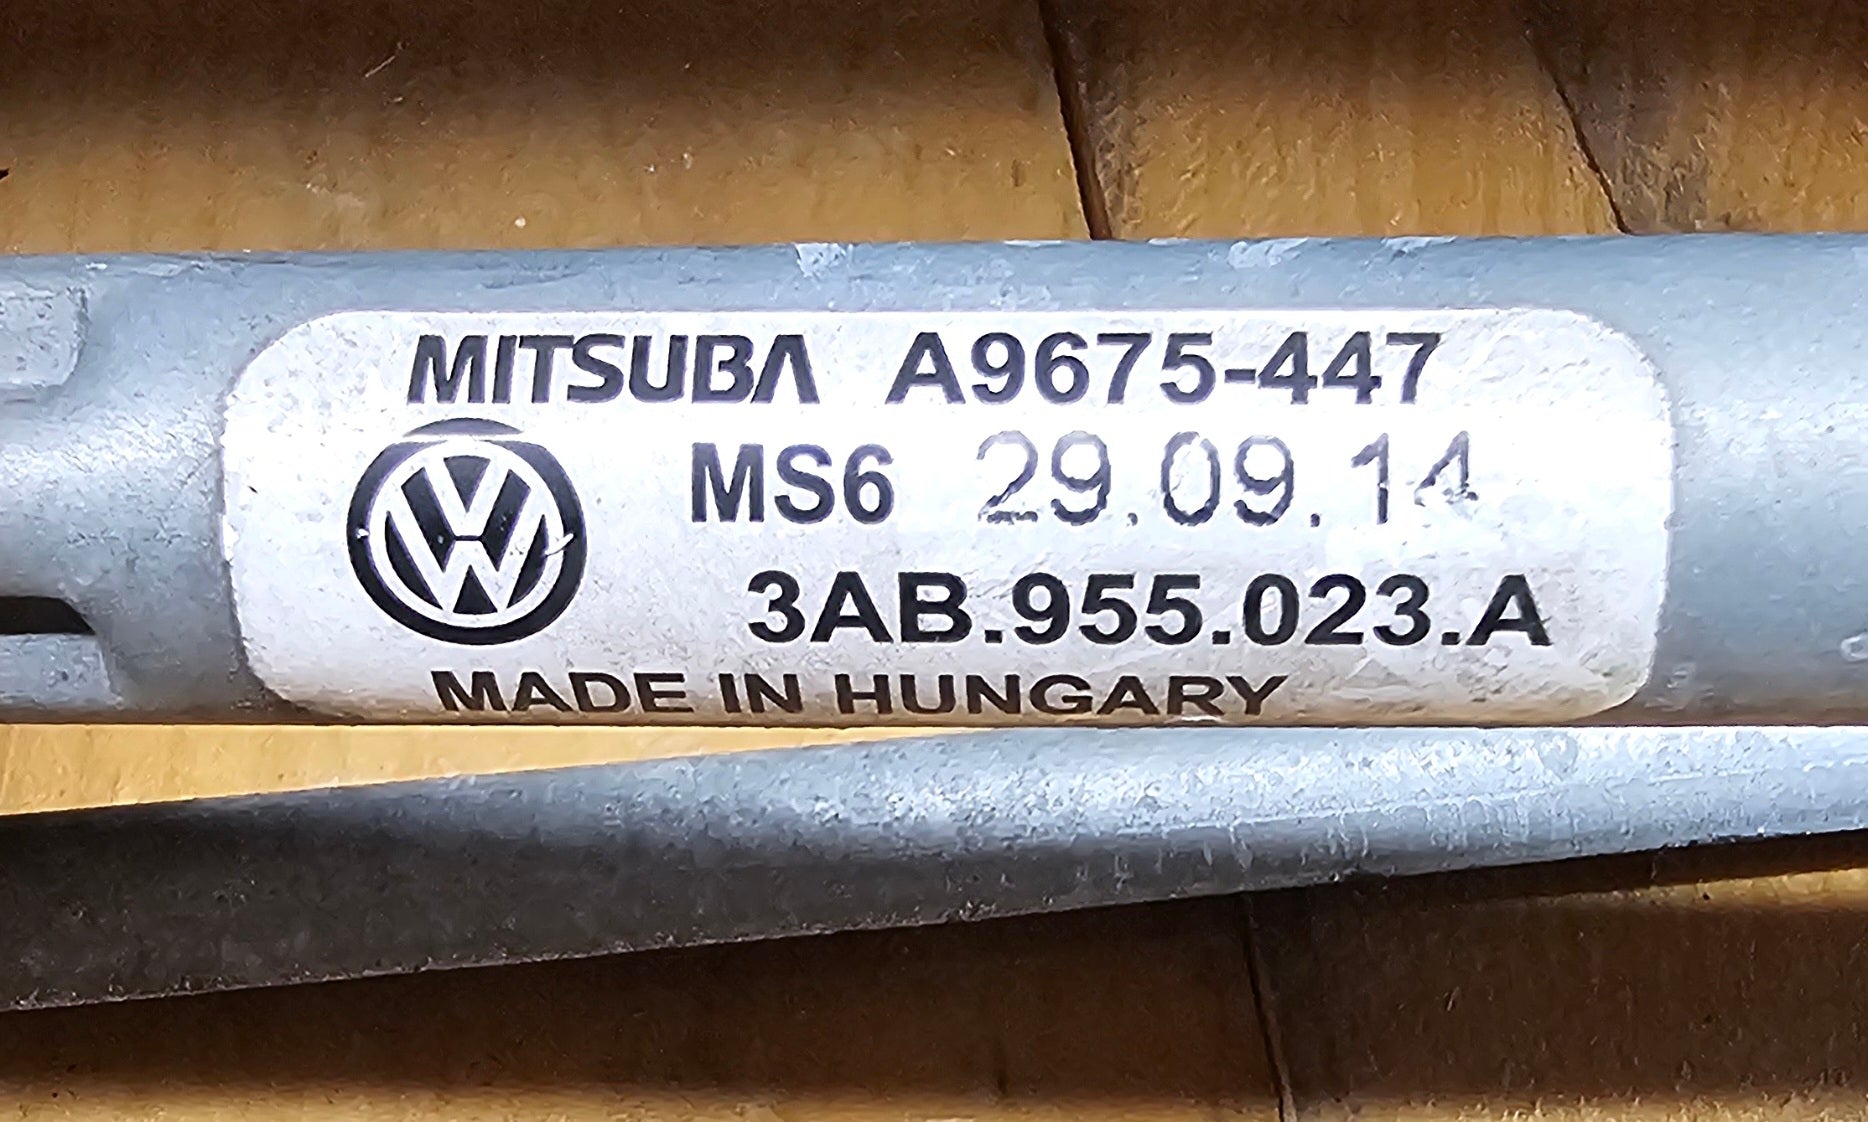 MITSUBA A9675-447
MS6 29.09.14
3AB.955.023.A
MADE IN HUNGARY